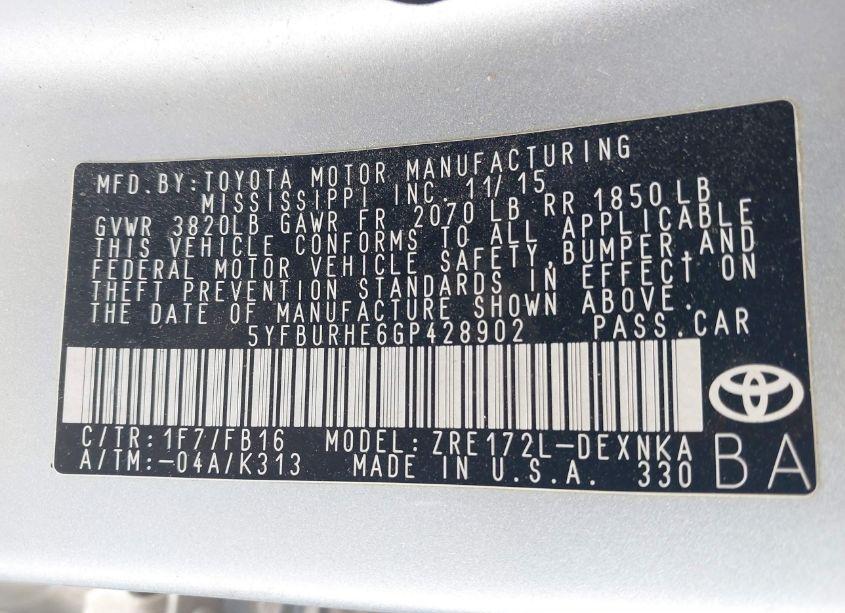 MFD.BY:TOYOTA MOTOR MANUFACTURING
MISSISSIPPI INC. 11/15
GVWR 3820LB GAWR FR 2070 LB RR 1850 LB
THIS VEHICLE CONFORMS TO ALL APPLICABLE
FEDERAL MOTOR VEHICLE SAFETY,BUMPER,AND
THEFT PREVENTION STANDARDS IN EFFECT ON
THE DATE OF MANUFACTURE SHOWN ABOVE.
5YFBURHE6GP428902 PASS.CAR
C/TR:1F7/FB16 MODEL:ZRE172L-DEXNKA
A/TM:-04A/K313 MADE IN U.S.A. 330
BA